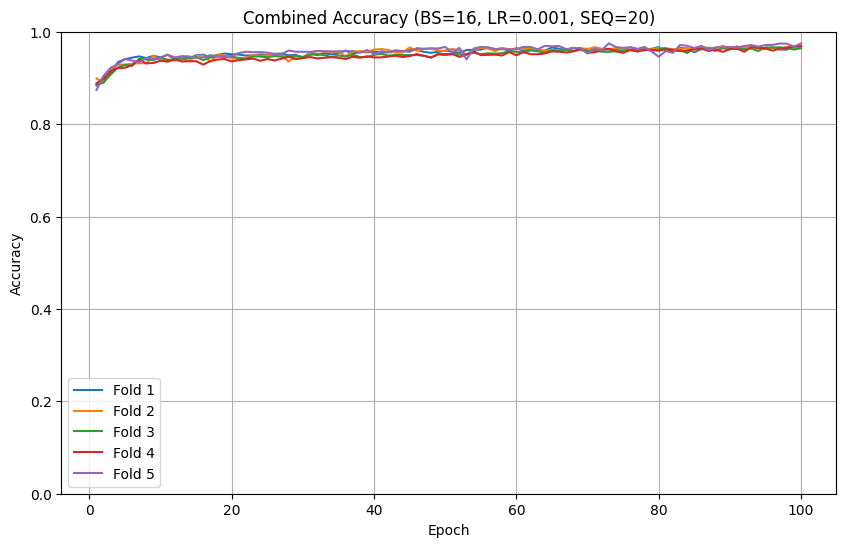 Combined Accuracy (BS=16, LR=0.001, SEQ=20)
1.0
0.8
0.6
0.4
0.2
0.0
Accuracy
Fold 1
Fold 2
Fold 3
Fold 4
Fold 5
0 20 40 60 80 100
Epoch